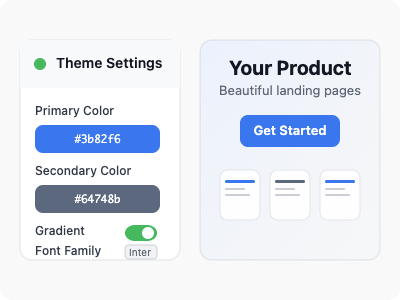 Theme Settings
Primary Color
#3b82f6
Secondary Color
#64748b
Gradient
Font Family
Inter
Your Product
Beautiful landing pages
Get Started